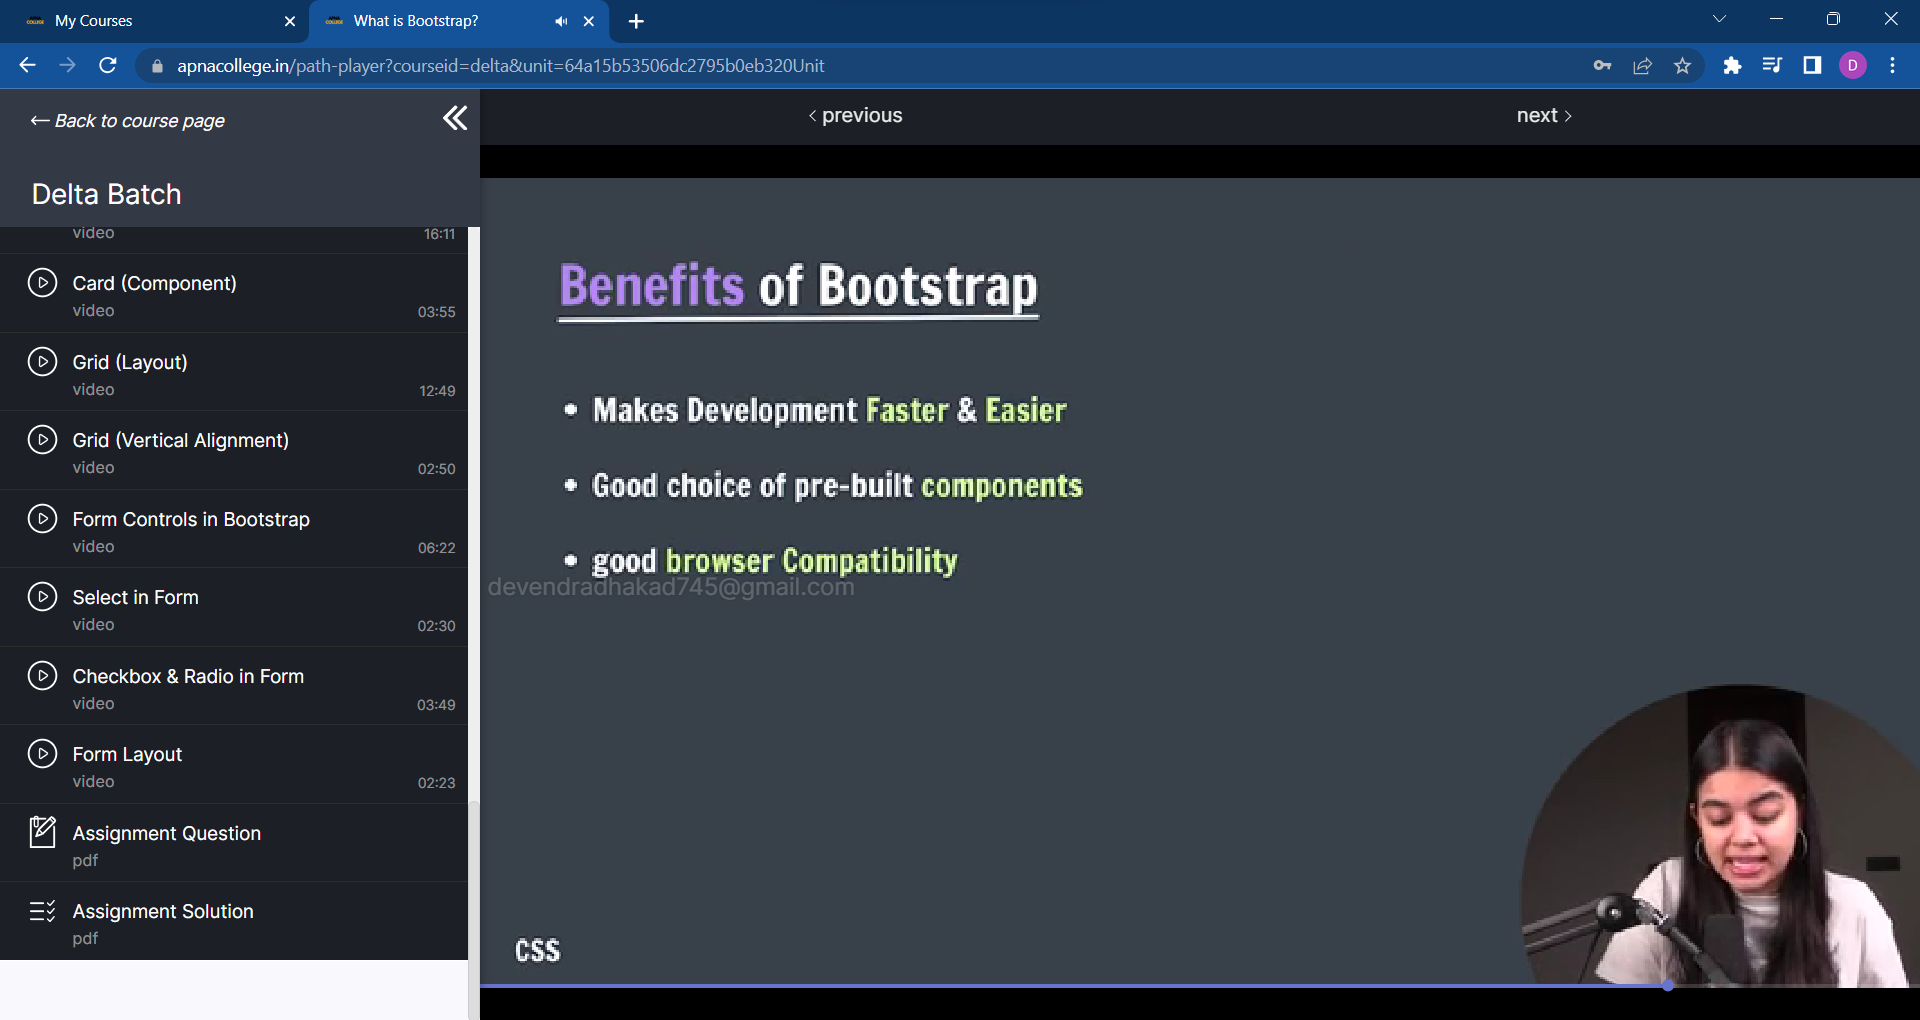 My Courses
What is Bootstrap?
apnacollege.in/path-player?courseid=delta&unit=64a15b53506dc2795b0eb320Unit
D
← Back to course page
‹ previous
next ›
Delta Batch
video
16:11
Card (Component)
video
03:55
Grid (Layout)
video
12:49
Grid (Vertical Alignment)
video
02:50
Form Controls in Bootstrap
video
06:22
Select in Form
video
02:30
Checkbox & Radio in Form
video
03:49
Form Layout
video
02:23
Assignment Question
pdf
Assignment Solution
pdf
Benefits of Bootstrap
• Makes Development Faster & Easier
• Good choice of pre-built components
• good browser Compatibility
devendradhakad745@gmail.com
CSS